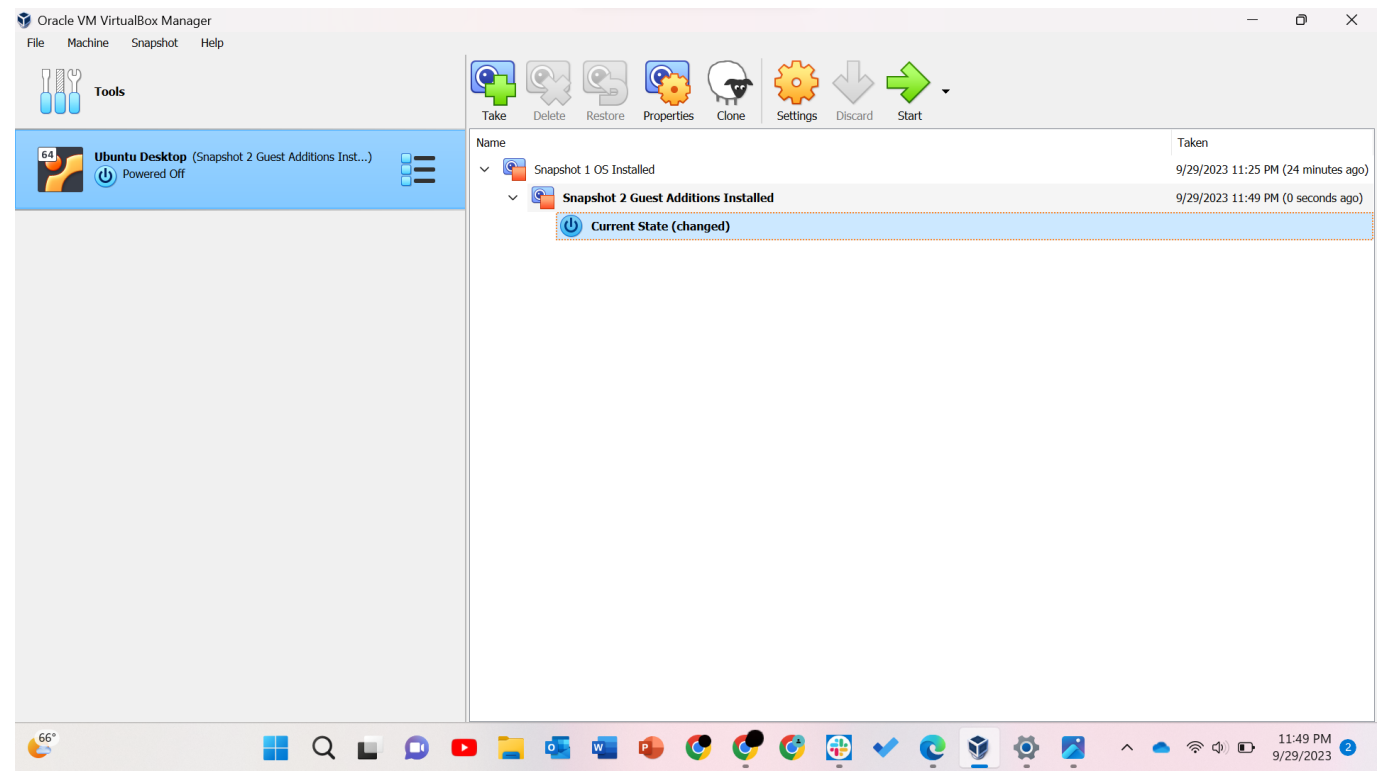 Oracle VM VirtualBox Manager
File Machine Snapshot Help
Tools
Take Delete Restore Properties Clone Settings Discard Start
64
Ubuntu Desktop (Snapshot 2 Guest Additions Inst...)
Powered Off
Name Taken
Snapshot 1 OS Installed 9/29/2023 11:25 PM (24 minutes ago)
Snapshot 2 Guest Additions Installed 9/29/2023 11:49 PM (0 seconds ago)
Current State (changed)
66°
11:49 PM
9/29/2023
2